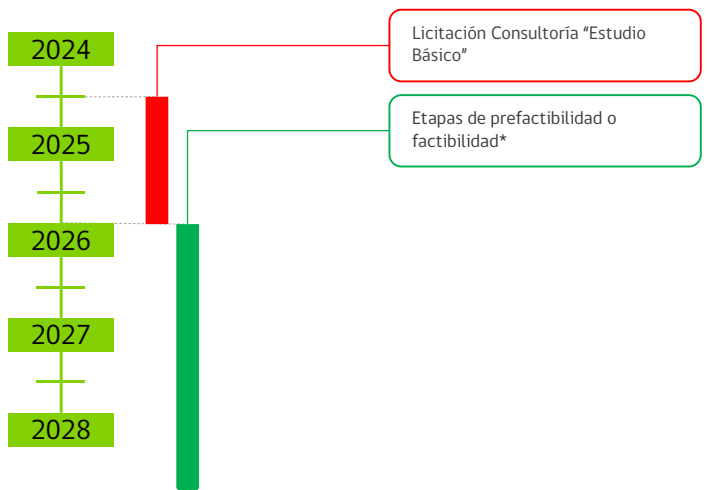 2024
Licitación Consultoría "Estudio
Básico"
Etapas de prefactibilidad o
factibilidad*
2025
2026
2027
2028